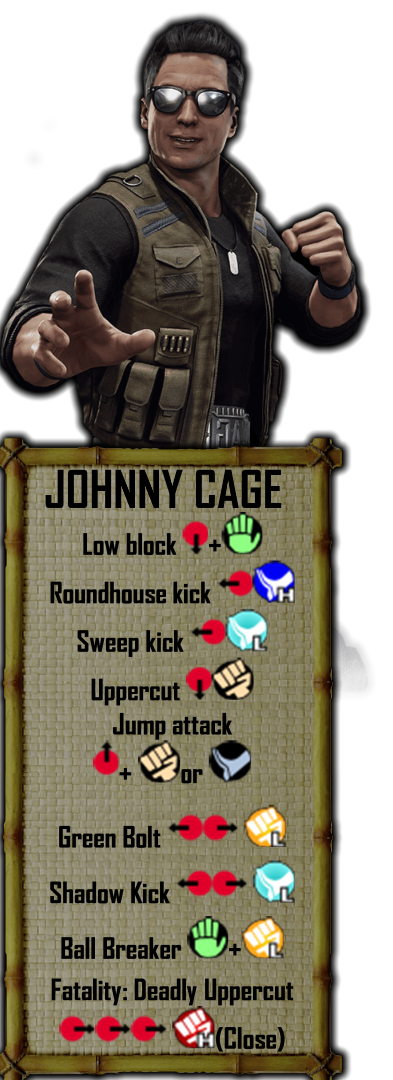 JOHNNY CAGE
Low block +
Roundhouse kick H
Sweep kick L
Uppercut
Jump attack
+ or
Green Bolt L
Shadow Kick L
Ball Breaker + L
Fatality: Deadly Uppercut
H (Close)